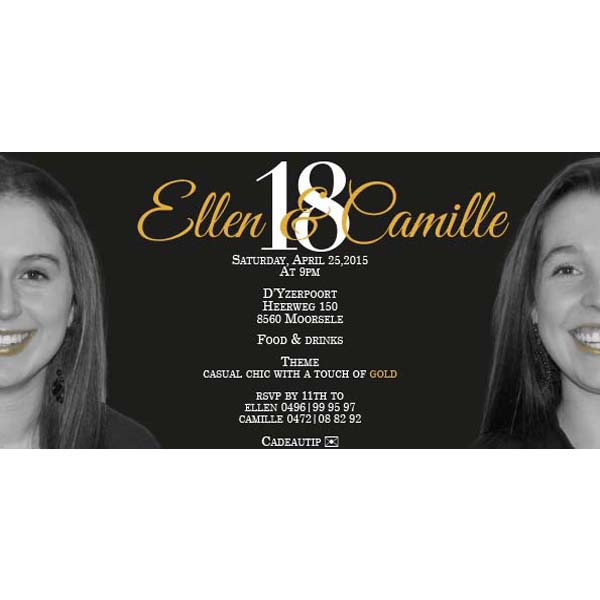 18
Ellen & Camille
Saturday, April 25,2015
At 9pm
D'Yzerpoort
Heerweg 150
8560 Moorsele
Food & drinks
Theme
casual chic with a touch of gold
rsvp by 11th to
ellen 0496|99 95 97
camille 0472|08 82 92
Cadeautip ✉